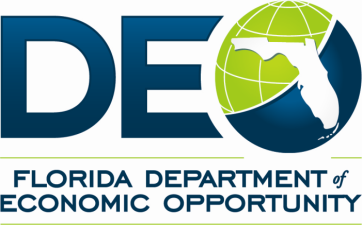 DEO
FLORIDA DEPARTMENT of
ECONOMIC OPPORTUNITY